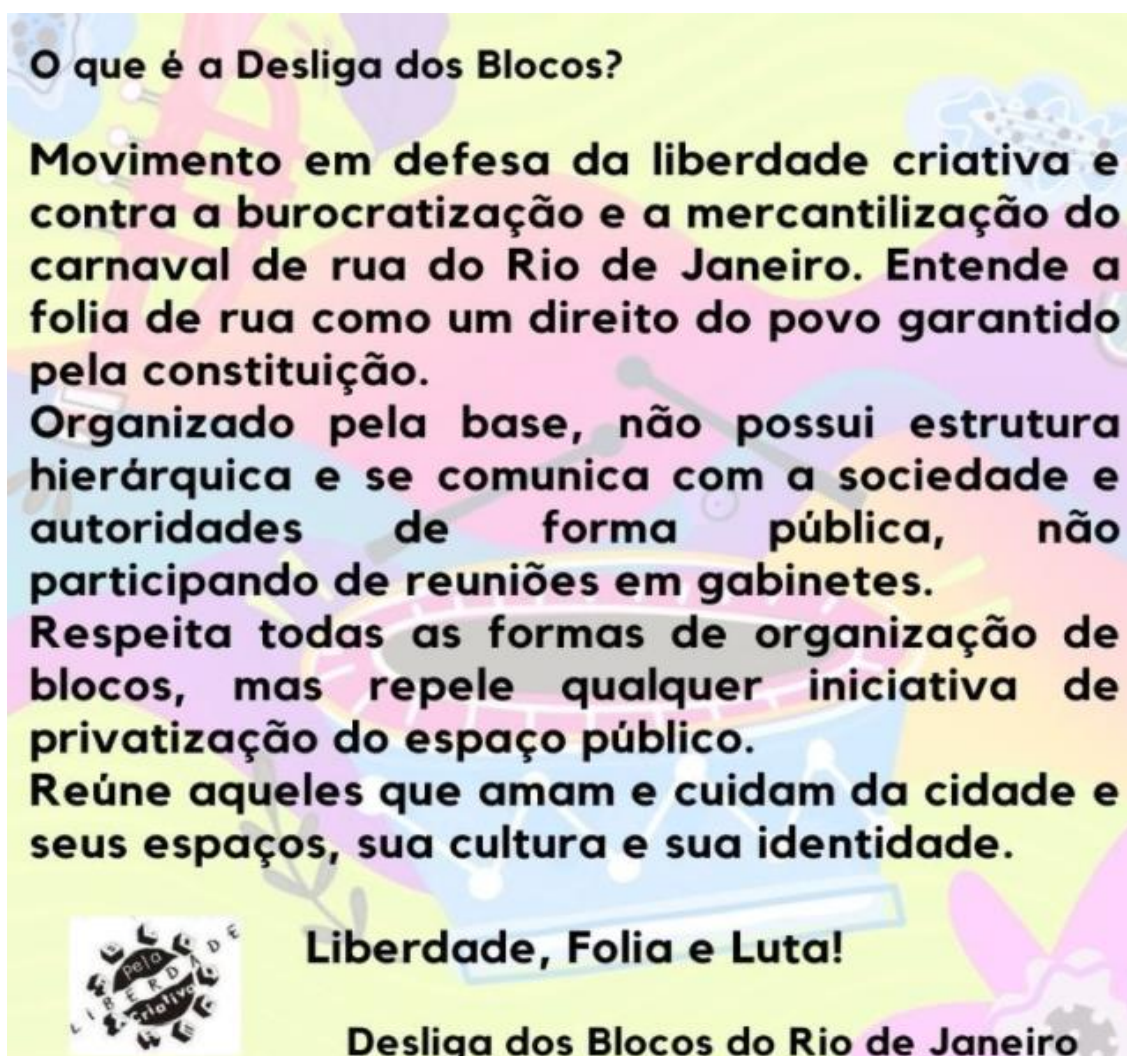 O que é a Desliga dos Blocos?
Movimento em defesa da liberdade criativa e
contra a burocratização e a mercantilização do
carnaval de rua do Rio de Janeiro. Entende a
folia de rua como um direito do povo garantido
pela constituição.
Organizado pela base, não possui estrutura
hierárquica e se comunica com a sociedade e
autoridades de forma pública, não
participando de reuniões em gabinetes.
Respeita todas as formas de organização de
blocos, mas repele qualquer iniciativa de
privatização do espaço público.
Reúne aqueles que amam e cuidam da cidade e
seus espaços, sua cultura e sua identidade.
Liberdade, Folia e Luta!
pela
LIBERDADE
criativa
Desliga dos Blocos do Rio de Janeiro